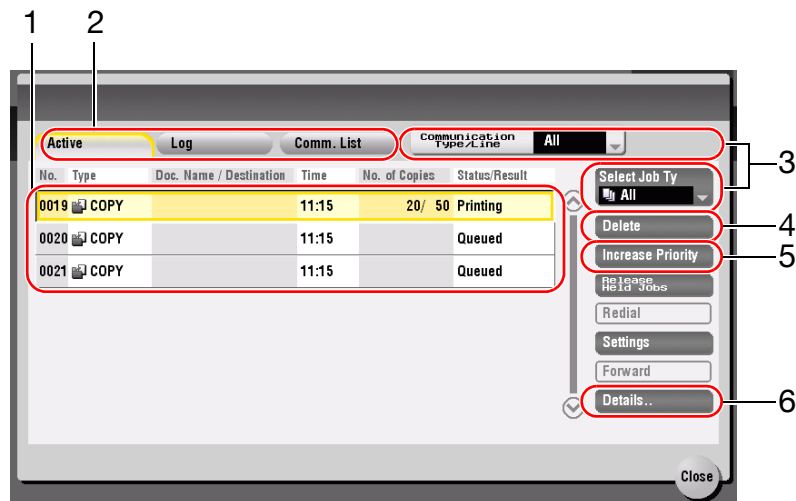 1 2
Active Log Comm. List Communication Type/Line All
3
No. Type Doc. Name / Destination Time No. of Copies Status/Result
Select Job Ty
All
0019 COPY 11:15 20/ 50 Printing
Delete
4
0020 COPY 11:15 Queued
Increase Priority
5
0021 COPY 11:15 Queued
Release
Held Jobs
Redial
Settings
Forward
Details..
6
Close